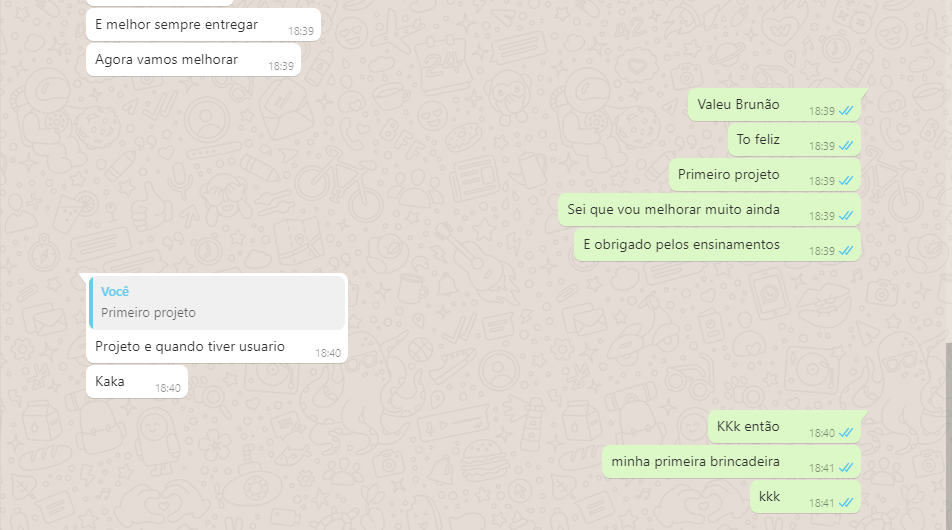 E melhor sempre entregar
18:39
Agora vamos melhorar
18:39
Valeu Brunão
18:39
To feliz
18:39
Primeiro projeto
18:39
Sei que vou melhorar muito ainda
18:39
E obrigado pelos ensinamentos
18:39
Você
Primeiro projeto
Projeto e quando tiver usuario
18:40
Kaka
18:40
KKk então
18:40
minha primeira brincadeira
18:41
kkk
18:41